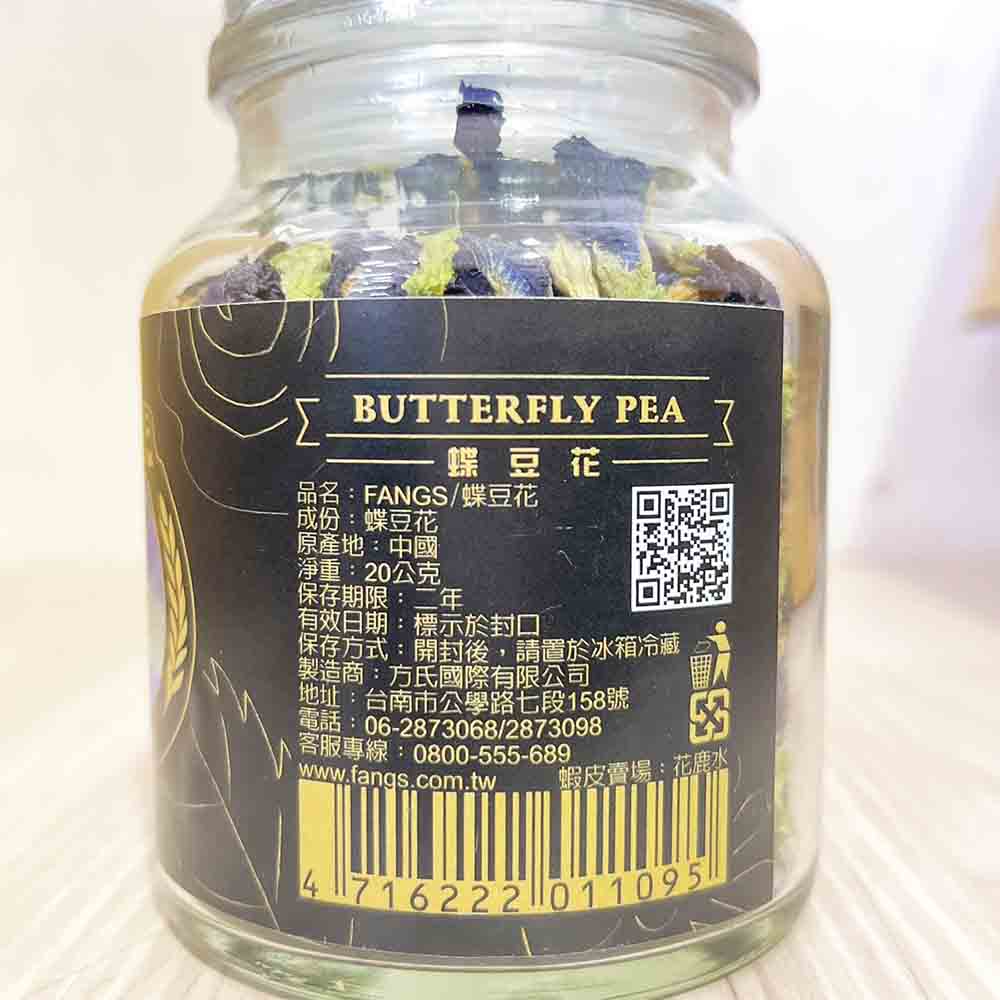 BUTTERFLY PEA
蝶豆花
品名：FANGS/蝶豆花
成份：蝶豆花
原產地：中國
淨重：20公克
保存期限：二年
有效日期：標示於封口
保存方式：開封後，請置於冰箱冷藏
製造商：方氏國際有限公司
地址：台南市公學路七段158號
電話：06-2873068/2873098
客服專線：0800-555-689
www.fangs.com.tw
蝦皮賣場：花鹿水
4 716222 011095